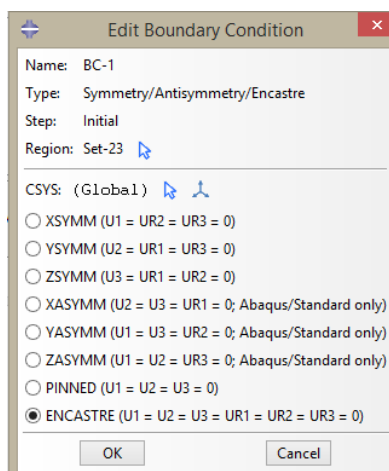 Edit Boundary Condition
Name: BC-1
Type: Symmetry/Antisymmetry/Encastre
Step: Initial
Region: Set-23
CSYS: (Global)
XSYMM (U1 = UR2 = UR3 = 0)
YSYMM (U2 = UR1 = UR3 = 0)
ZSYMM (U3 = UR1 = UR2 = 0)
XASYMM (U2 = U3 = UR1 = 0; Abaqus/Standard only)
YASYMM (U1 = U3 = UR2 = 0; Abaqus/Standard only)
ZASYMM (U1 = U2 = UR3 = 0; Abaqus/Standard only)
PINNED (U1 = U2 = U3 = 0)
ENCASTRE (U1 = U2 = U3 = UR1 = UR2 = UR3 = 0)
OK Cancel